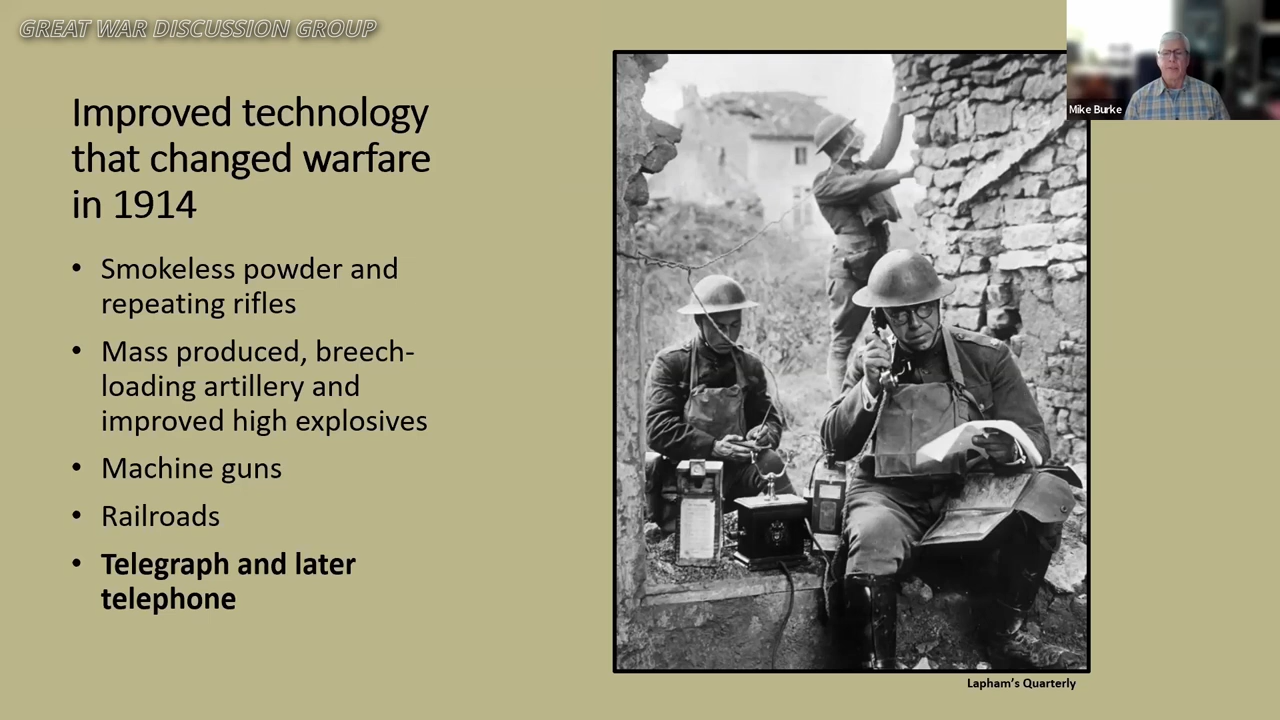 GREAT WAR DISCUSSION GROUP
Mike Burke
Improved technology
that changed warfare
in 1914
• Smokeless powder and
repeating rifles
• Mass produced, breech-
loading artillery and
improved high explosives
• Machine guns
• Railroads
• Telegraph and later
telephone
Lapham's Quarterly